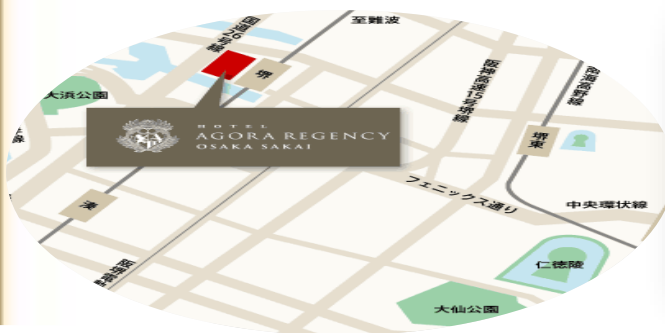 国道26号線
至難波
堺
阪神高速15号堺線
南海高野線
大浜公園
HOTEL
AGORA REGENCY
OSAKA SAKAI
堺東
湊
フェニックス通り
中央環状線
阪堺電軌
仁徳陵
大仙公園